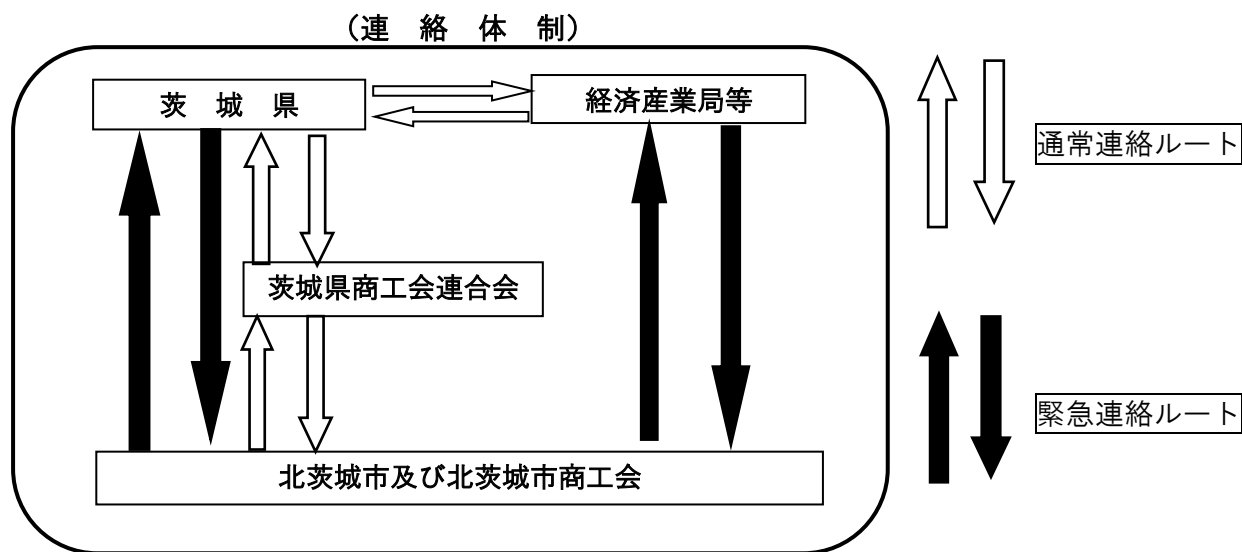 （連　絡　体　制）
茨　城　県
経済産業局等
通常連絡ルート
茨城県商工会連合会
緊急連絡ルート
北茨城市及び北茨城市商工会